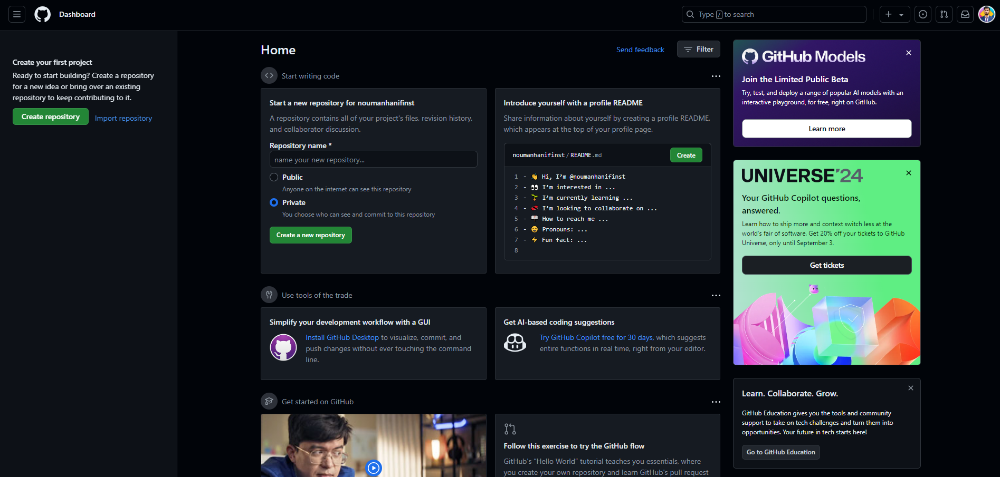 Dashboard
Type / to search
Create your first project
Ready to start building? Create a repository
for a new idea or bring over an existing
repository to keep contributing to it.
Create repository
Import repository
Home
Send feedback
Filter
Start writing code
Start a new repository for noumanhanifinst
A repository contains all of your project's files, revision history,
and collaborator discussion.
Repository name *
name your new repository...
Public
Anyone on the internet can see this repository
Private
You choose who can see and commit to this repository
Create a new repository
Introduce yourself with a profile README
Share information about yourself by creating a profile README,
which appears at the top of your profile page.
noumanhanifinst / README.md
Create
1 - 👋 Hi, I’m @noumanhanifinst
2 - 👀 I’m interested in ...
3 - 🌱 I’m currently learning ...
4 - 💞️ I’m looking to collaborate on ...
5 - 📫 How to reach me ...
6 - 😄 Pronouns: ...
7 - ⚡ Fun fact: ...
8
Use tools of the trade
Simplify your development workflow with a GUI
Install GitHub Desktop to visualize, commit, and
push changes without ever touching the command
line.
Get AI-based coding suggestions
Try GitHub Copilot free for 30 days, which suggests
entire functions in real time, right from your editor.
Get started on GitHub
Follow this exercise to try the GitHub flow
GitHub's “Hello World” tutorial teaches you essentials, where
you create your own repository and learn GitHub's pull request
GitHub Models
Join the Limited Public Beta
Try, test, and deploy a range of popular AI models with an
interactive playground, for free, right on GitHub.
Learn more
UNIVERSE'24
Your GitHub Copilot questions,
answered.
Learn how to ship more and context switch less at the
world’s fair of software. Get 20% off your tickets to GitHub
Universe, only until September 3.
Get tickets
Learn. Collaborate. Grow.
GitHub Education gives you the tools and community
support to take on tech challenges and turn them into
opportunities. Your future in tech starts here!
Go to GitHub Education